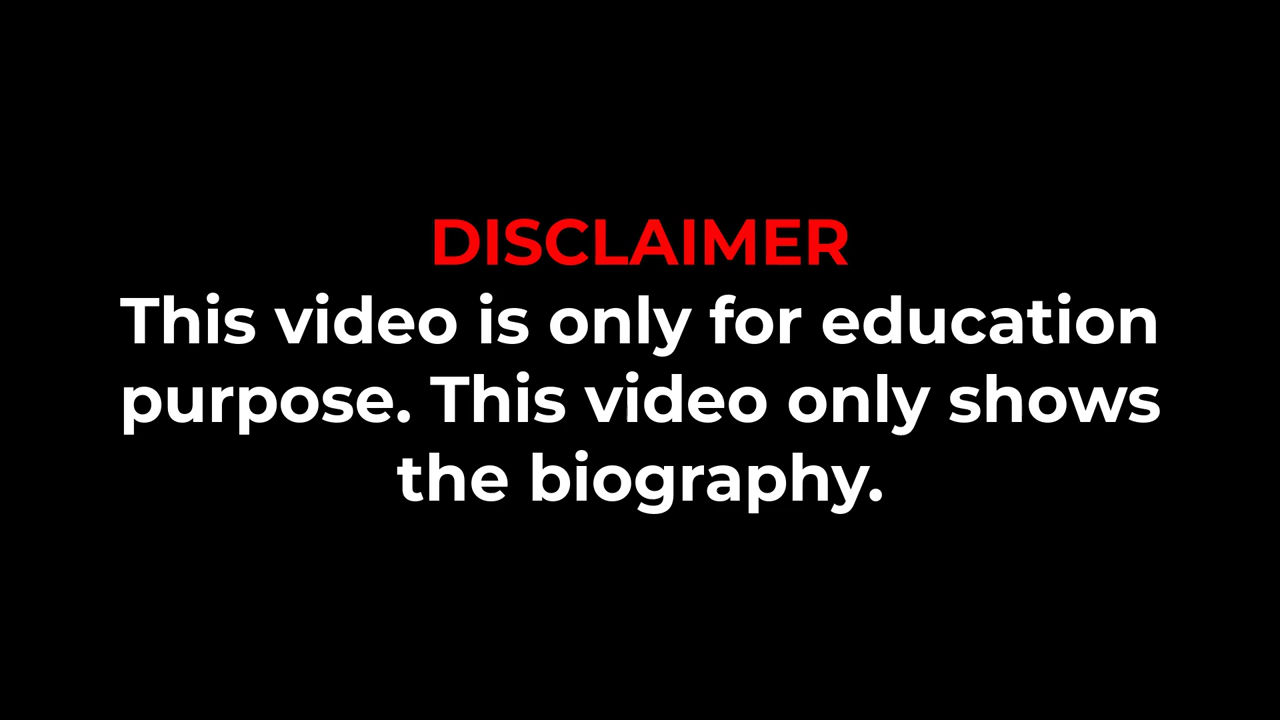 DISCLAIMER
This video is only for education
purpose. This video only shows
the biography.